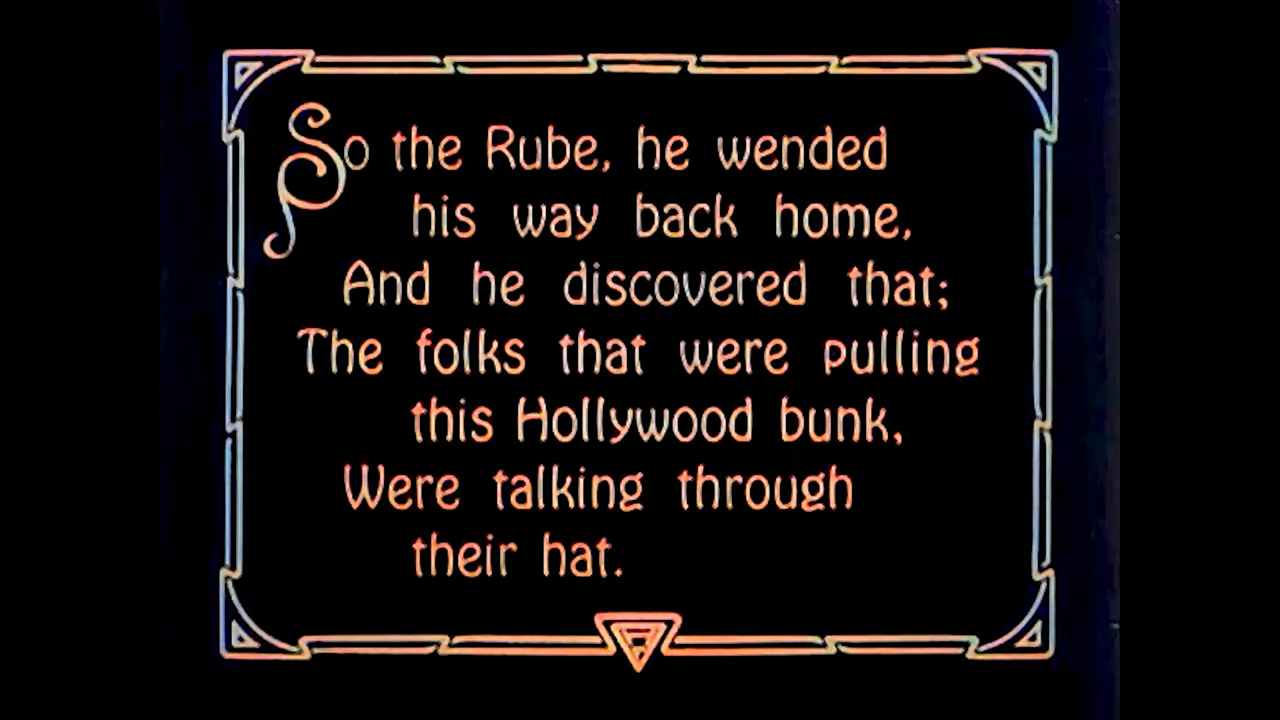 So the Rube, he wended
his way back home,
And he discovered that;
The folks that were pulling
this Hollywood bunk,
Were talking through
their hat.